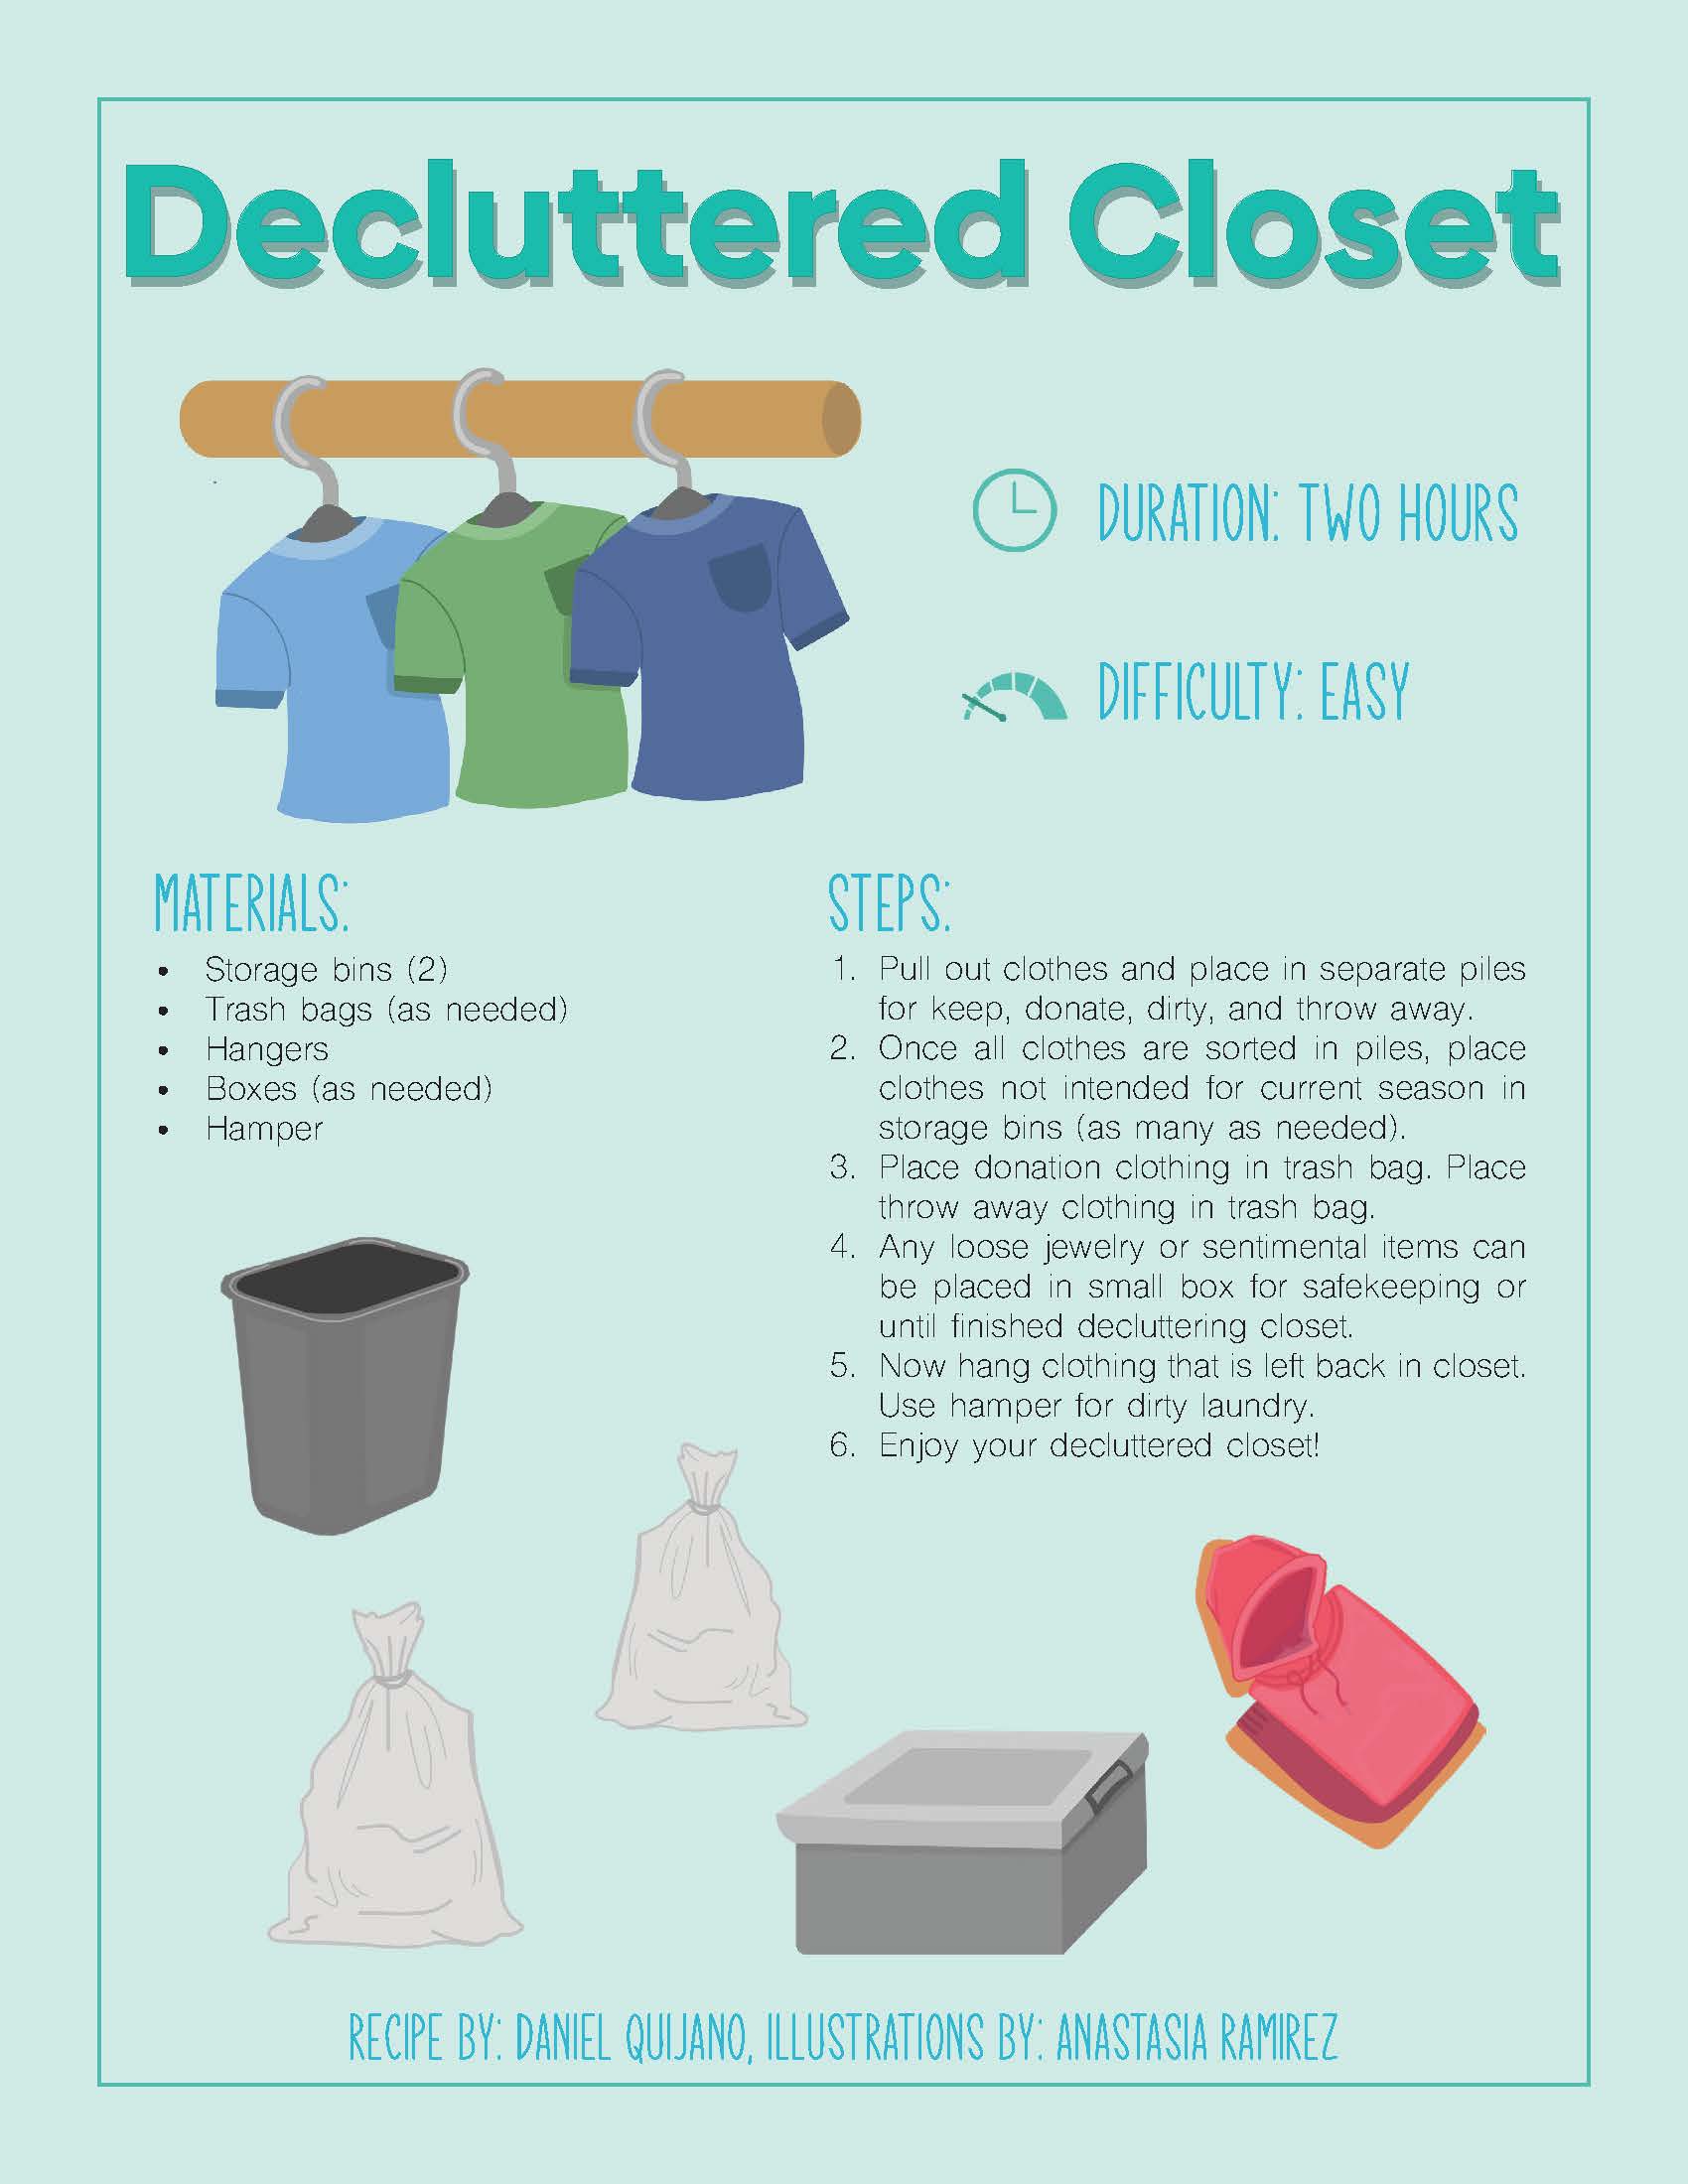 Decluttered Closet
DURATION: TWO HOURS
DIFFICULTY: EASY
MATERIALS:
• Storage bins (2)
• Trash bags (as needed)
• Hangers
• Boxes (as needed)
• Hamper
STEPS:
1. Pull out clothes and place in separate piles
for keep, donate, dirty, and throw away.
2. Once all clothes are sorted in piles, place
clothes not intended for current season in
storage bins (as many as needed).
3. Place donation clothing in trash bag. Place
throw away clothing in trash bag.
4. Any loose jewelry or sentimental items can
be placed in small box for safekeeping or
until finished decluttering closet.
5. Now hang clothing that is left back in closet.
Use hamper for dirty laundry.
6. Enjoy your decluttered closet!
RECIPE BY: DANIEL QUIJANO, ILLUSTRATIONS BY: ANASTASIA RAMIREZ